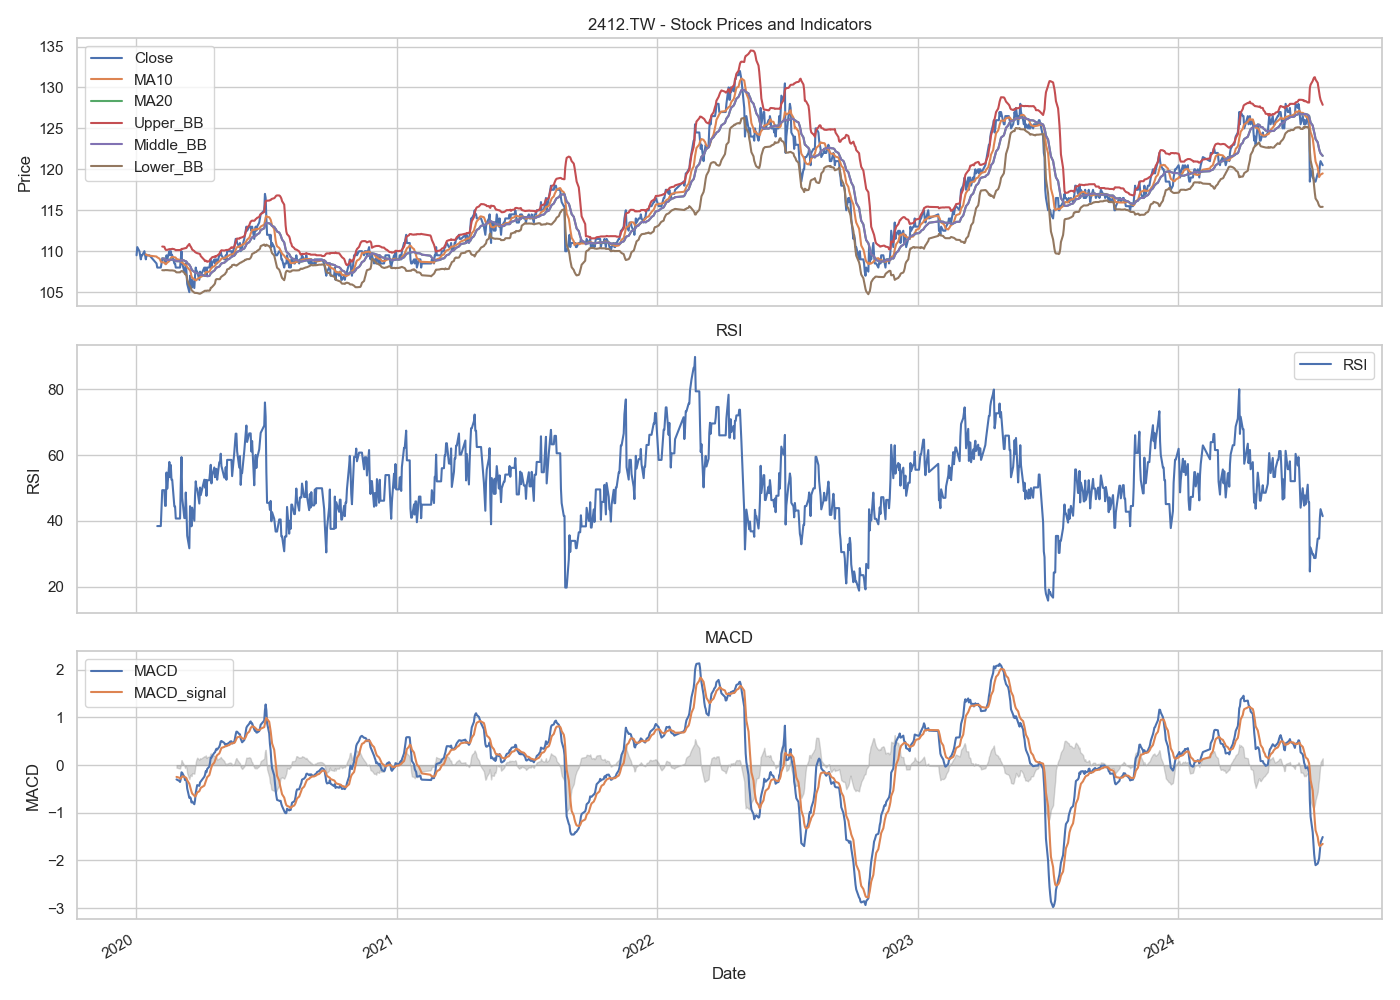 2412.TW - Stock Prices and Indicators
Price
135
130
125
120
115
110
105
Close
MA10
MA20
Upper_BB
Middle_BB
Lower_BB
RSI
RSI
80
60
40
20
RSI
MACD
MACD
2
1
0
−1
−2
−3
MACD
MACD_signal
2020
2021
2022
2023
2024
Date